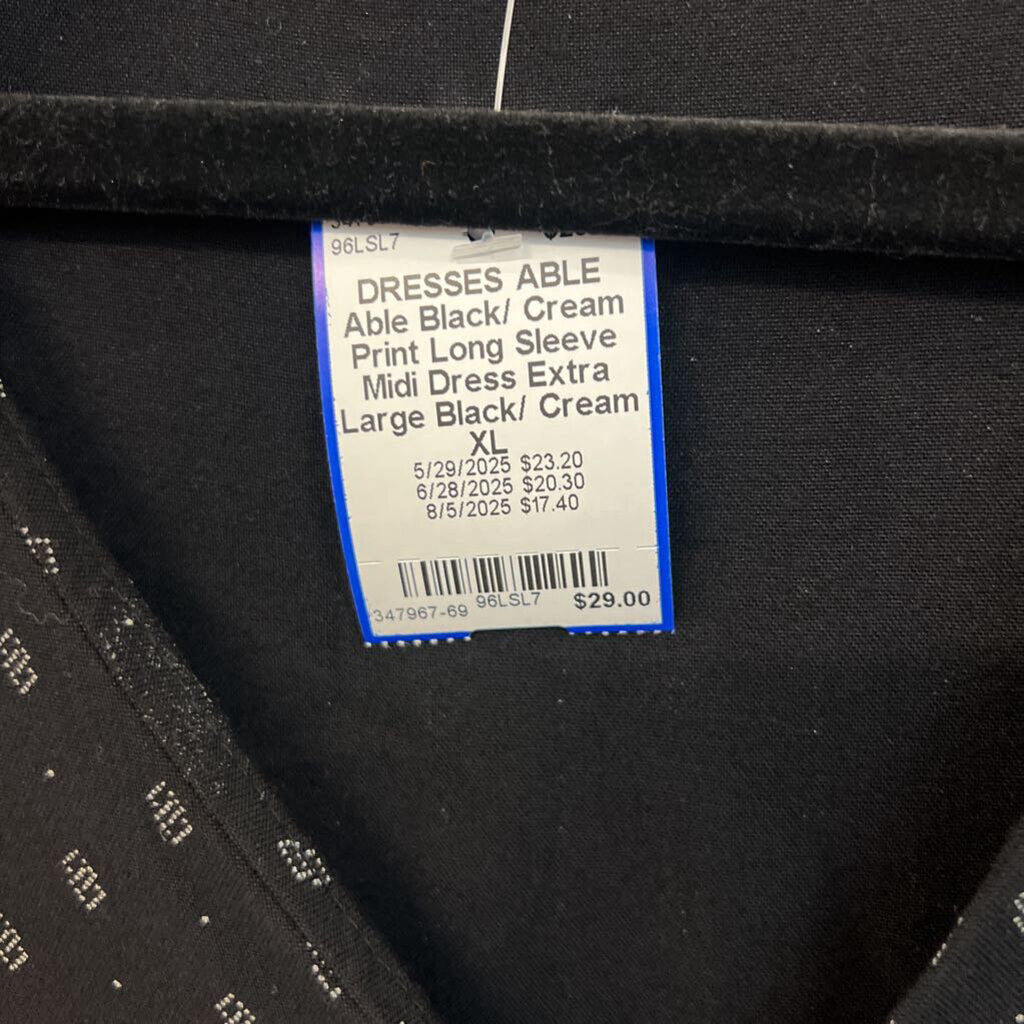 96LSL7
DRESSES ABLE
Able Black/ Cream
Print Long Sleeve
Midi Dress Extra
Large Black/ Cream
XL
5/29/2025 $23.20
6/28/2025 $20.30
8/5/2025 $17.40
347967-69 96LSL7 $29.00